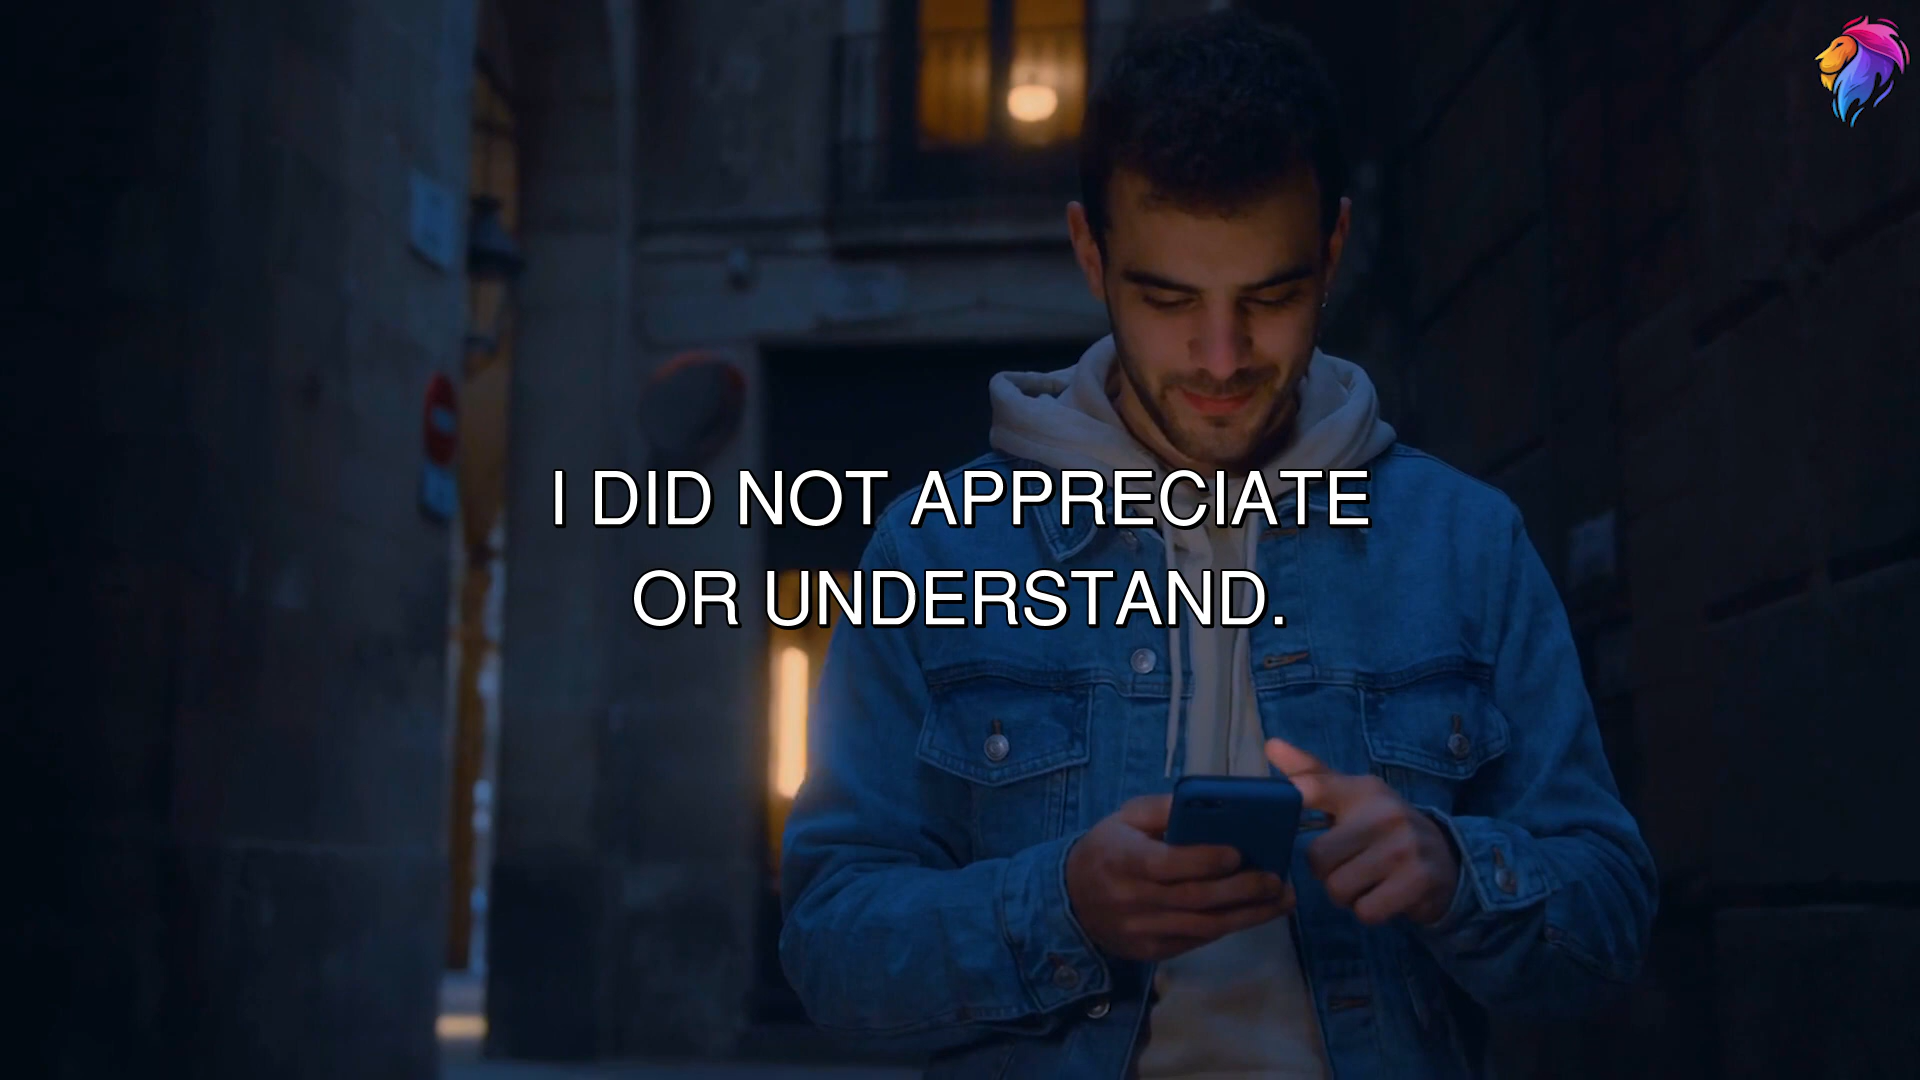 I DID NOT APPRECIATE
OR UNDERSTAND.